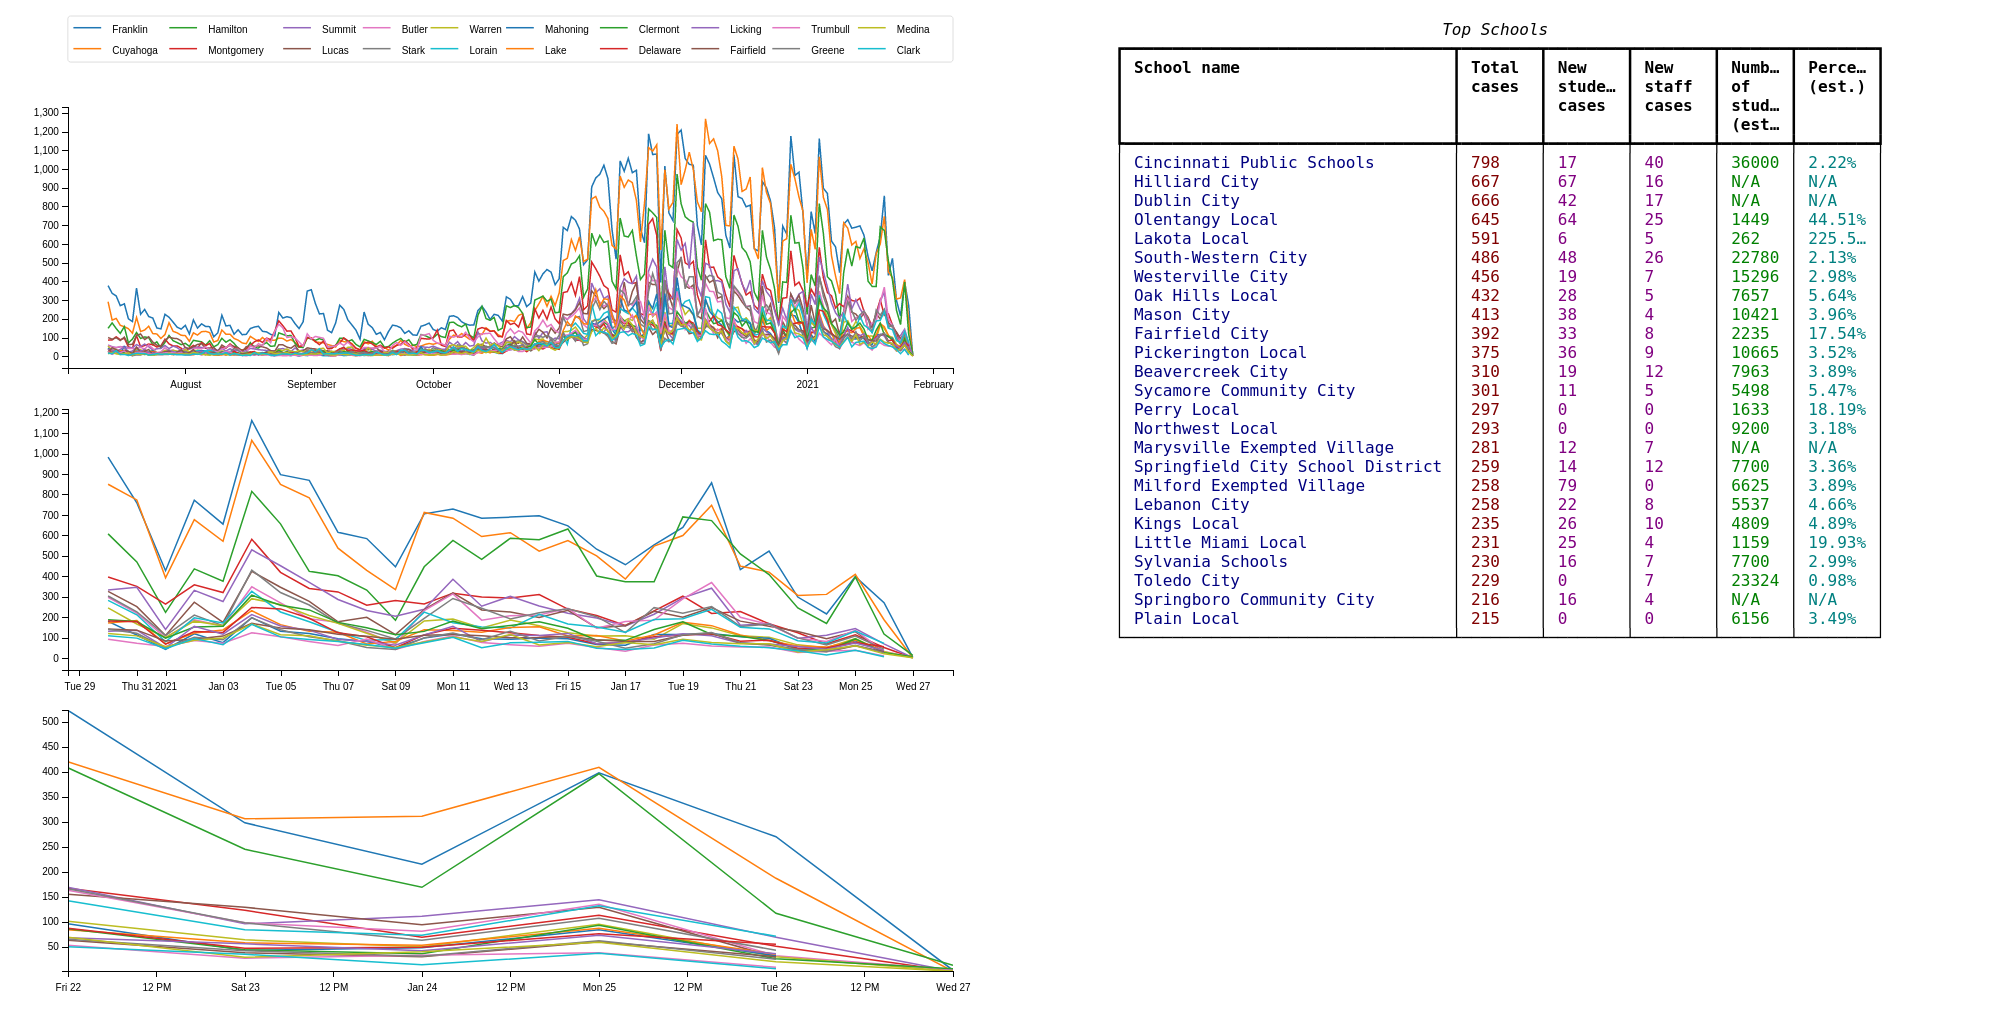 Franklin Hamilton Summit Butler Warren Mahoning Clermont Licking Trumbull Medina
Cuyahoga Montgomery Lucas Stark Lorain Lake Delaware Fairfield Greene Clark
1,300
1,200
1,100
1,000
900
800
700
600
500
400
300
200
100
0
August September October November December 2021 February
1,200
1,100
1,000
900
800
700
600
500
400
300
200
100
0
Tue 29 Thu 31 2021 Jan 03 Tue 05 Thu 07 Sat 09 Mon 11 Wed 13 Fri 15 Jan 17 Tue 19 Thu 21 Sat 23 Mon 25 Wed 27
500
450
400
350
300
250
200
150
100
50
Fri 22 12 PM Sat 23 12 PM Jan 24 12 PM Mon 25 12 PM Tue 26 12 PM Wed 27
Top Schools
School name Total New New Numb… Perce…
cases stude… staff of (est.)
cases cases stud…
(est…
Cincinnati Public Schools 798 17 40 36000 2.22%
Hilliard City 667 67 16 N/A N/A
Dublin City 666 42 17 N/A N/A
Olentangy Local 645 64 25 1449 44.51%
Lakota Local 591 6 5 262 225.5…
South-Western City 486 48 26 22780 2.13%
Westerville City 456 19 7 15296 2.98%
Oak Hills Local 432 28 5 7657 5.64%
Mason City 413 38 4 10421 3.96%
Fairfield City 392 33 8 2235 17.54%
Pickerington Local 375 36 9 10665 3.52%
Beavercreek City 310 19 12 7963 3.89%
Sycamore Community City 301 11 5 5498 5.47%
Perry Local 297 0 0 1633 18.19%
Northwest Local 293 0 0 9200 3.18%
Marysville Exempted Village 281 12 7 N/A N/A
Springfield City School District 259 14 12 7700 3.36%
Milford Exempted Village 258 79 0 6625 3.89%
Lebanon City 258 22 8 5537 4.66%
Kings Local 235 26 10 4809 4.89%
Little Miami Local 231 25 4 1159 19.93%
Sylvania Schools 230 16 7 7700 2.99%
Toledo City 229 0 7 23324 0.98%
Springboro Community City 216 16 4 N/A N/A
Plain Local 215 0 0 6156 3.49%